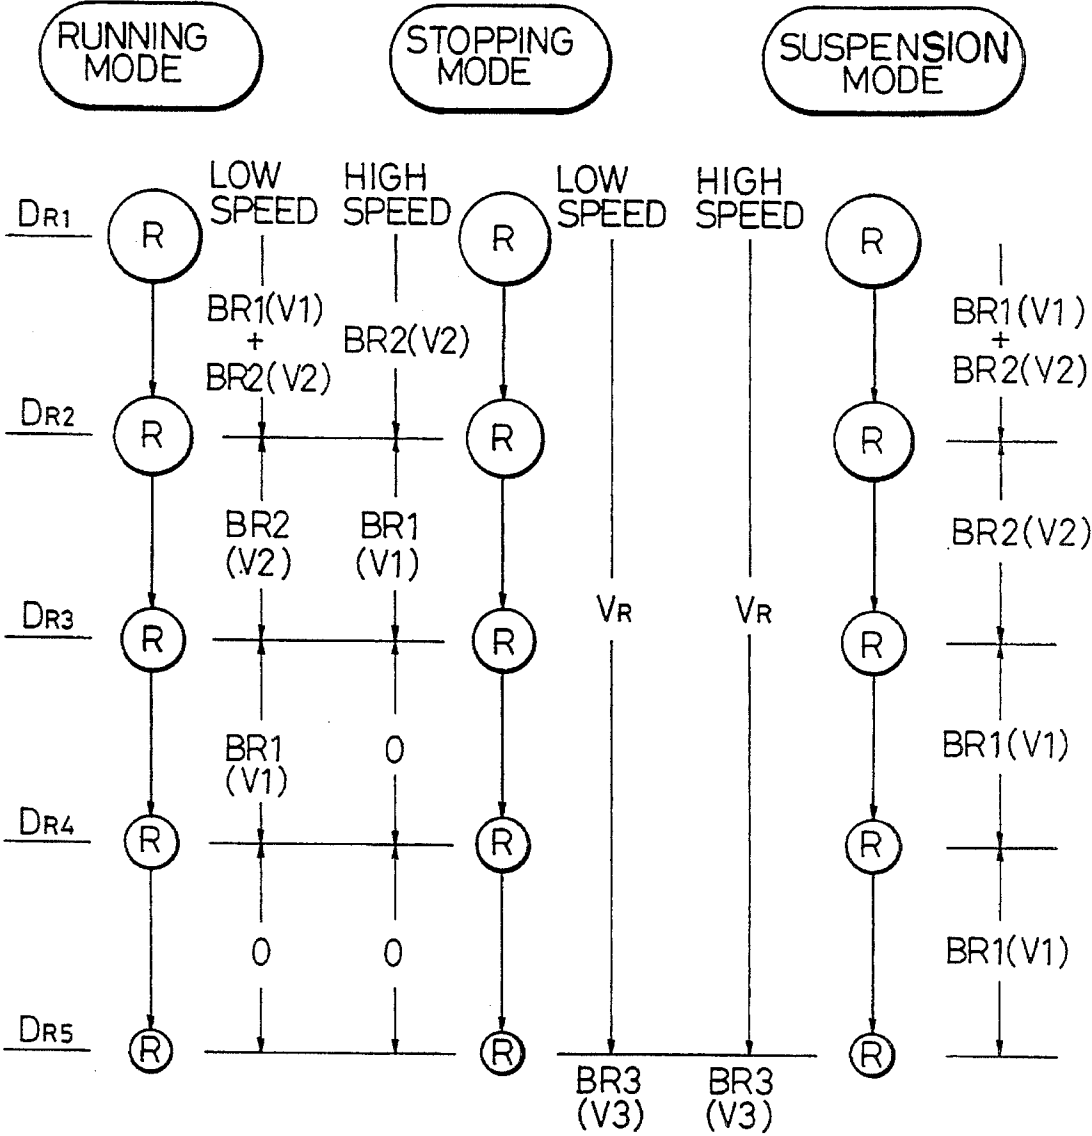 RUNNING
MODE
STOPPING
MODE
SUSPENSION
MODE
LOW
SPEED
HIGH
SPEED
LOW
SPEED
HIGH
SPEED
DR1
R
R
R
BR1(V1)
+
BR2(V2)
BR2(V2)
BR1(V1)
+
BR2(V2)
DR2
R
R
R
BR2
(V2)
BR1
(V1)
BR2(V2)
DR3
R
R
VR
VR
R
BR1
(V1)
0
BR1(V1)
DR4
R
R
R
0
0
BR1(V1)
DR5
R
R
R
BR3
(V3)
BR3
(V3)